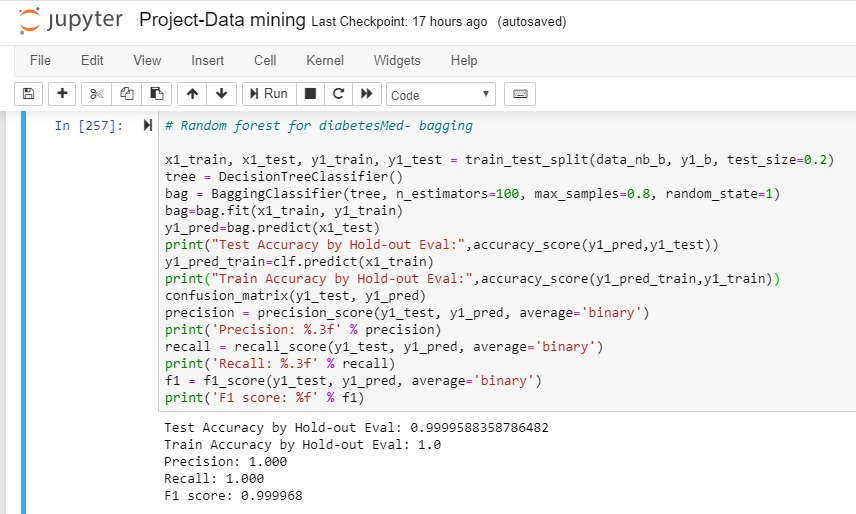 jupyter Project-Data mining Last Checkpoint: 17 hours ago (autosaved)
File Edit View Insert Cell Kernel Widgets Help
Run Code
In [257]: # Random forest for diabetesMed- bagging
x1_train, x1_test, y1_train, y1_test = train_test_split(data_nb_b, y1_b, test_size=0.2)
tree = DecisionTreeClassifier()
bag = BaggingClassifier(tree, n_estimators=100, max_samples=0.8, random_state=1)
bag=bag.fit(x1_train, y1_train)
y1_pred=bag.predict(x1_test)
print("Test Accuracy by Hold-out Eval:",accuracy_score(y1_pred,y1_test))
y1_pred_train=clf.predict(x1_train)
print("Train Accuracy by Hold-out Eval:",accuracy_score(y1_pred_train,y1_train))
confusion_matrix(y1_test, y1_pred)
precision = precision_score(y1_test, y1_pred, average='binary')
print('Precision: %.3f' % precision)
recall = recall_score(y1_test, y1_pred, average='binary')
print('Recall: %.3f' % recall)
f1 = f1_score(y1_test, y1_pred, average='binary')
print('F1 score: %f' % f1)
Test Accuracy by Hold-out Eval: 0.9999588358786482
Train Accuracy by Hold-out Eval: 1.0
Precision: 1.000
Recall: 1.000
F1 score: 0.999968